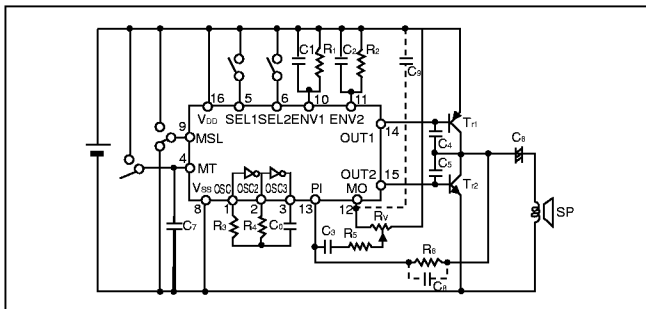 C1 R1 C2 R2 C9
16 5 6 10 11
VDD SEL1 SEL2 ENV1 ENV2
9 MSL OUT1 14 C4 Tr1 C8
4 MT OUT2 15 C5 Tr2 SP
VSS OSC OSC2 OSC3 PI MO
8 1 2 3 13 12 RV
C7 R3 R4 C3 R5
R8